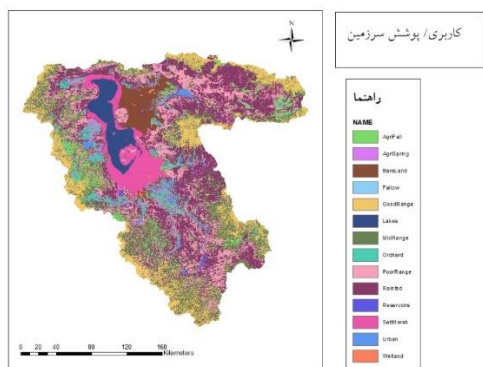 N
کاربری/ پوشش سرزمین
راهنما
NAME
AgriFall
AgriSpring
BareLand
Fallow
GoodRange
Lakes
MidRange
Orchard
PoorRange
Rainfed
Reservoirs
SaltMarsh
Urban
Wetland
0 20 40 80 120 160
Kilometers